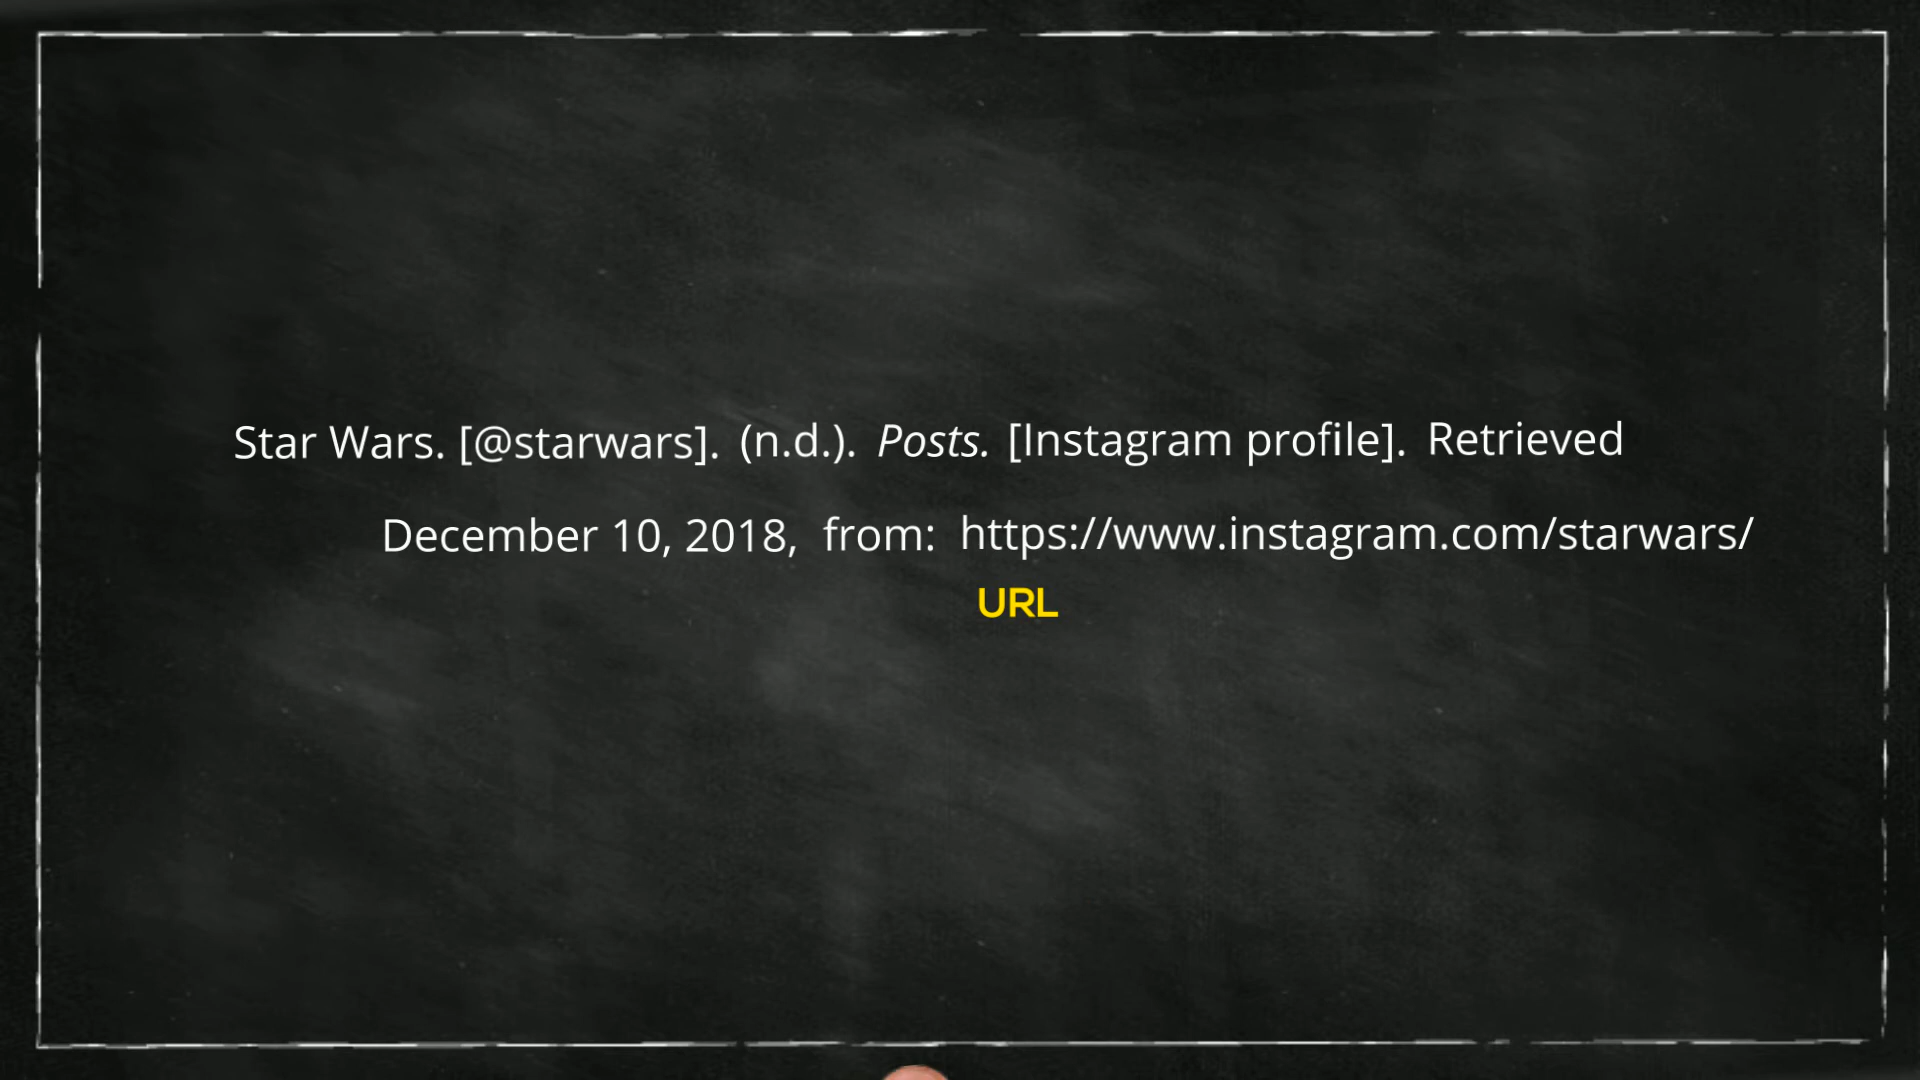 Star Wars. [@starwars]. (n.d.). Posts. [Instagram profile]. Retrieved
December 10, 2018, from: https://www.instagram.com/starwars/
URL